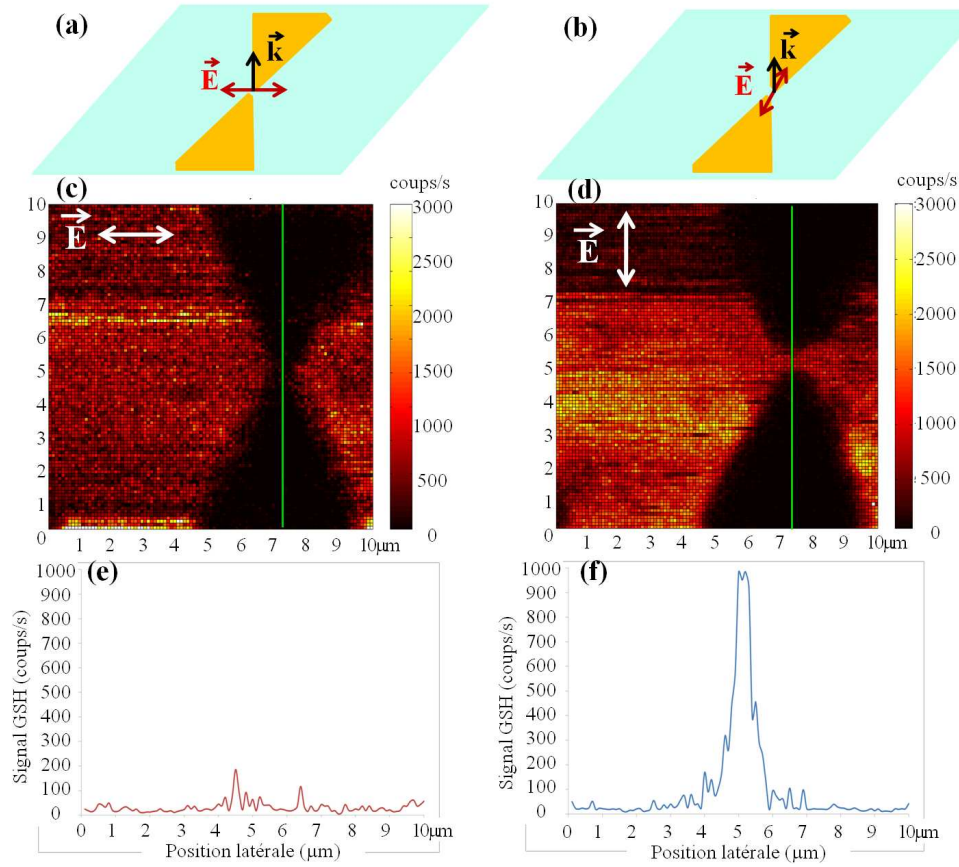 (a)
E
k
(b)
E
k
(c)
E
10
9
8
7
6
5
4
3
2
1
0
1 2 3 4 5 6 7 8 9 10µm
coups/s
3000
2500
2000
1500
1000
500
0
(d)
E
10
9
8
7
6
5
4
3
2
1
0
1 2 3 4 5 6 7 8 9 10µm
coups/s
3000
2500
2000
1500
1000
500
0
(e)
Signal GSH (coups/s)
1000
900
800
700
600
500
400
300
200
100
0
0 1 2 3 4 5 6 7 8 9 10µm
Position latérale (µm)
(f)
Signal GSH (coups/s)
1000
900
800
700
600
500
400
300
200
100
0
0 1 2 3 4 5 6 7 8 9 10µm
Position latérale (µm)